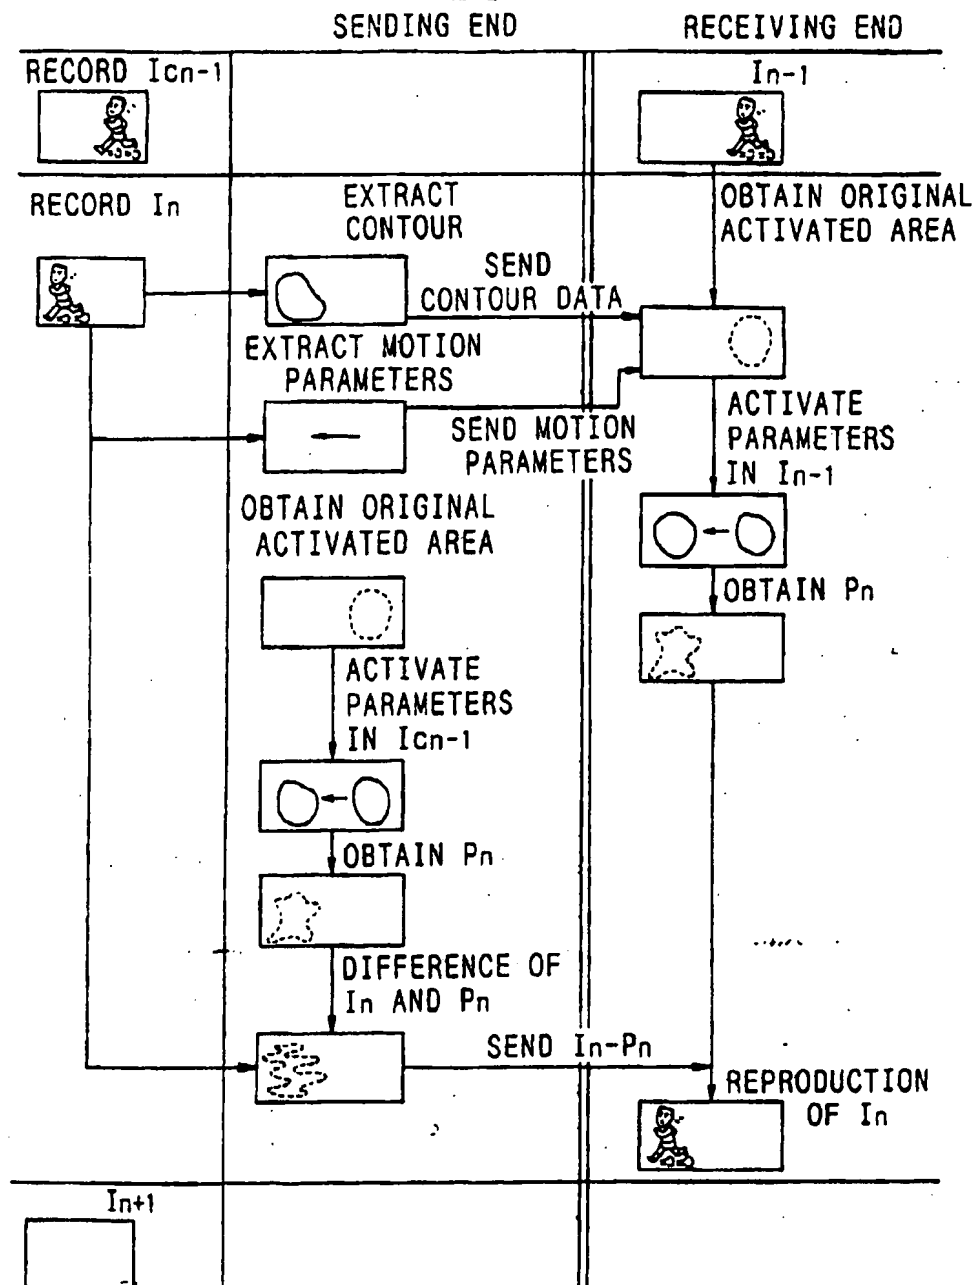 SENDING END
RECEIVING END
RECORD Icn-1
In-1
RECORD In
EXTRACT
CONTOUR
OBTAIN ORIGINAL
ACTIVATED AREA
SEND
CONTOUR DATA
EXTRACT MOTION
PARAMETERS
SEND MOTION
PARAMETERS
ACTIVATE
PARAMETERS
IN In-1
OBTAIN ORIGINAL
ACTIVATED AREA
OBTAIN Pn
ACTIVATE
PARAMETERS
IN Icn-1
OBTAIN Pn
DIFFERENCE OF
In AND Pn
SEND In-Pn
REPRODUCTION
OF In
In+1